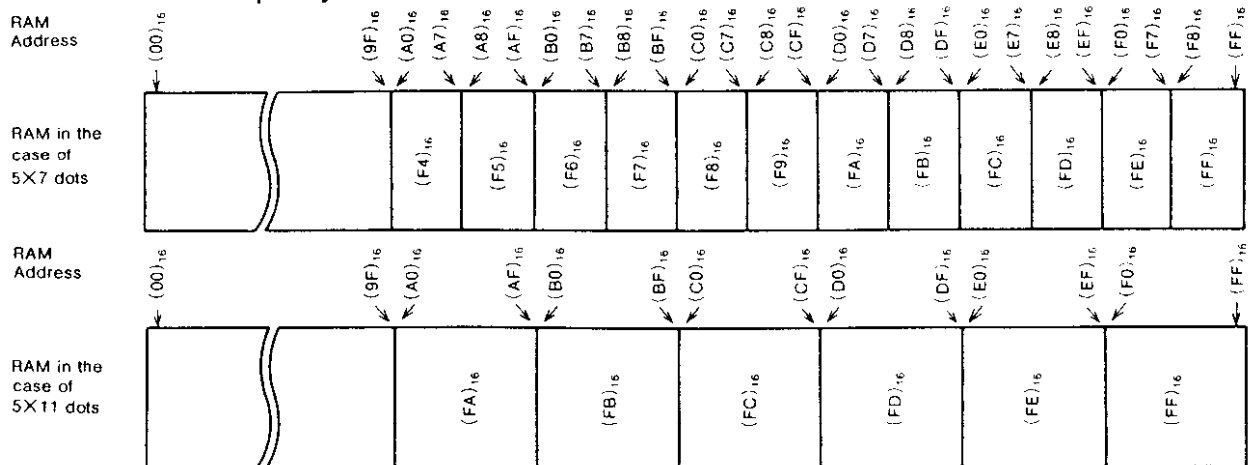 RAM
Address
(00)₁₆ (9F)₁₆ (A0)₁₆ (A7)₁₆ (A8)₁₆ (AF)₁₆ (B0)₁₆ (B7)₁₆ (B8)₁₆ (BF)₁₆ (C0)₁₆ (C7)₁₆ (C8)₁₆ (CF)₁₆ (D0)₁₆ (D7)₁₆ (D8)₁₆ (DF)₁₆ (E0)₁₆ (E7)₁₆ (E8)₁₆ (EF)₁₆ (F0)₁₆ (F7)₁₆ (F8)₁₆ (FF)₁₆
RAM in the
case of
5×7 dots
(F4)₁₆ (F5)₁₆ (F6)₁₆ (F7)₁₆ (F8)₁₆ (F9)₁₆ (FA)₁₆ (FB)₁₆ (FC)₁₆ (FD)₁₆ (FE)₁₆ (FF)₁₆
RAM
Address
(00)₁₆ (9F)₁₆ (A0)₁₆ (AF)₁₆ (B0)₁₆ (BF)₁₆ (C0)₁₆ (CF)₁₆ (D0)₁₆ (DF)₁₆ (E0)₁₆ (EF)₁₆ (F0)₁₆ (FF)₁₆
RAM in the
case of
5×11 dots
(FA)₁₆ (FB)₁₆ (FC)₁₆ (FD)₁₆ (FE)₁₆ (FF)₁₆